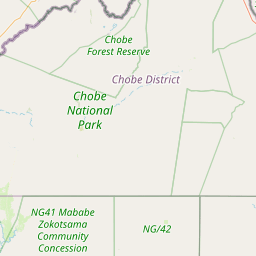 Chobe
Forest Reserve
Chobe District
Chobe
National
Park
NG41 Mababe
Zokotsama
Community
Concession
NG/42